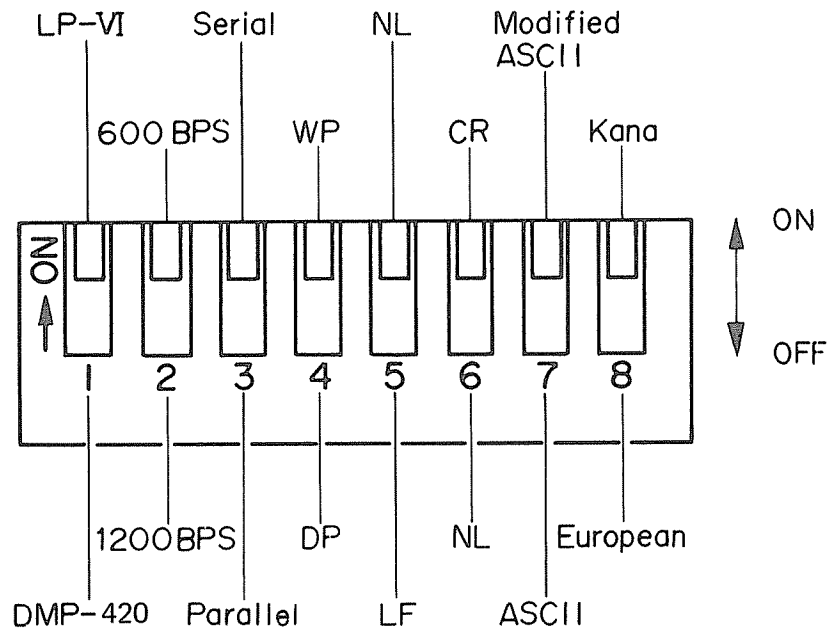 LP-VI Serial NL Modified
ASCII
600 BPS WP CR Kana
ON
ON
OFF
1 2 3 4 5 6 7 8
1200BPS DP NL European
DMP-420 Parallel LF ASCII